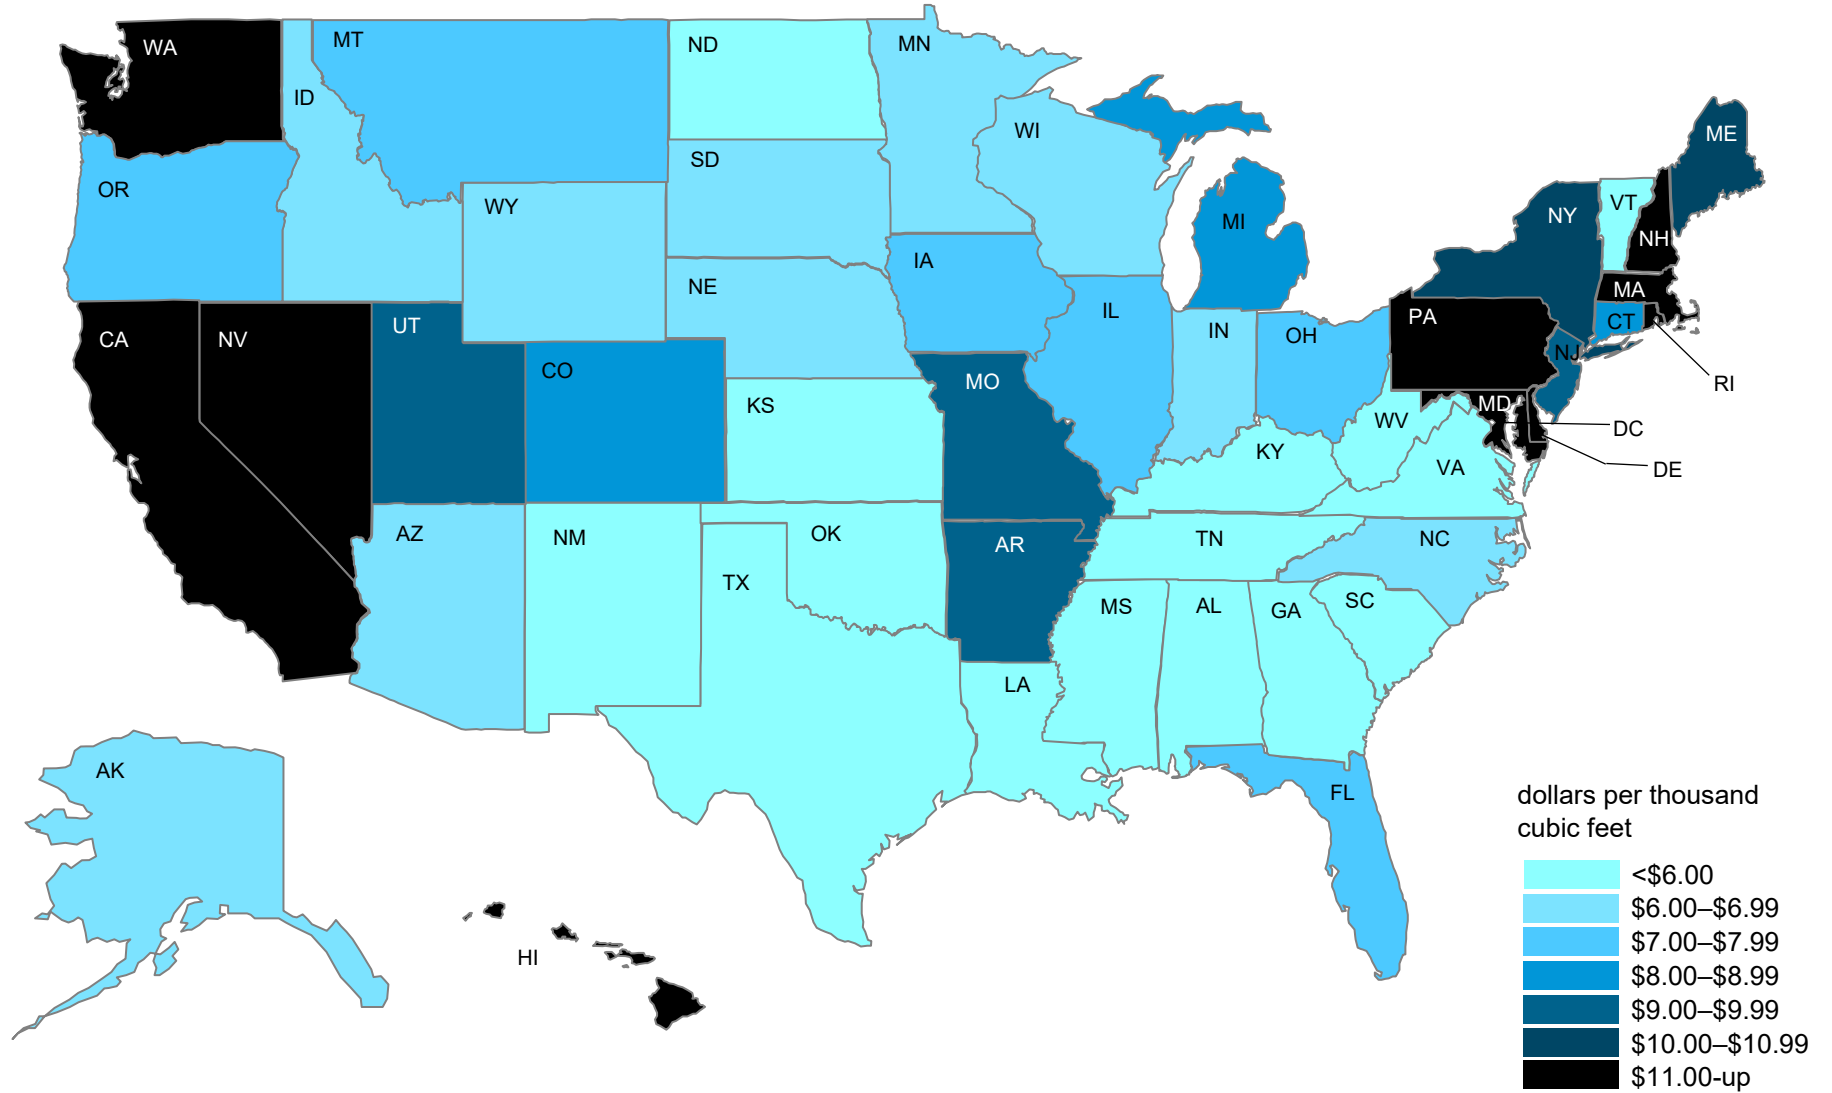 WA
MT
ND
MN
ID
WI
ME
SD
OR
VT
WY
NY
MI
NH
IA
NE
MA
IL
PA
CT
UT
IN
OH
CA
NV
NJ
CO
MO
RI
KS
MD
WV
DC
KY
VA
DE
AZ
NM
OK
AR
TN
NC
TX
MS
AL
GA
SC
LA
AK
FL
HI
dollars per thousand
cubic feet
<$6.00
$6.00–$6.99
$7.00–$7.99
$8.00–$8.99
$9.00–$9.99
$10.00–$10.99
$11.00-up